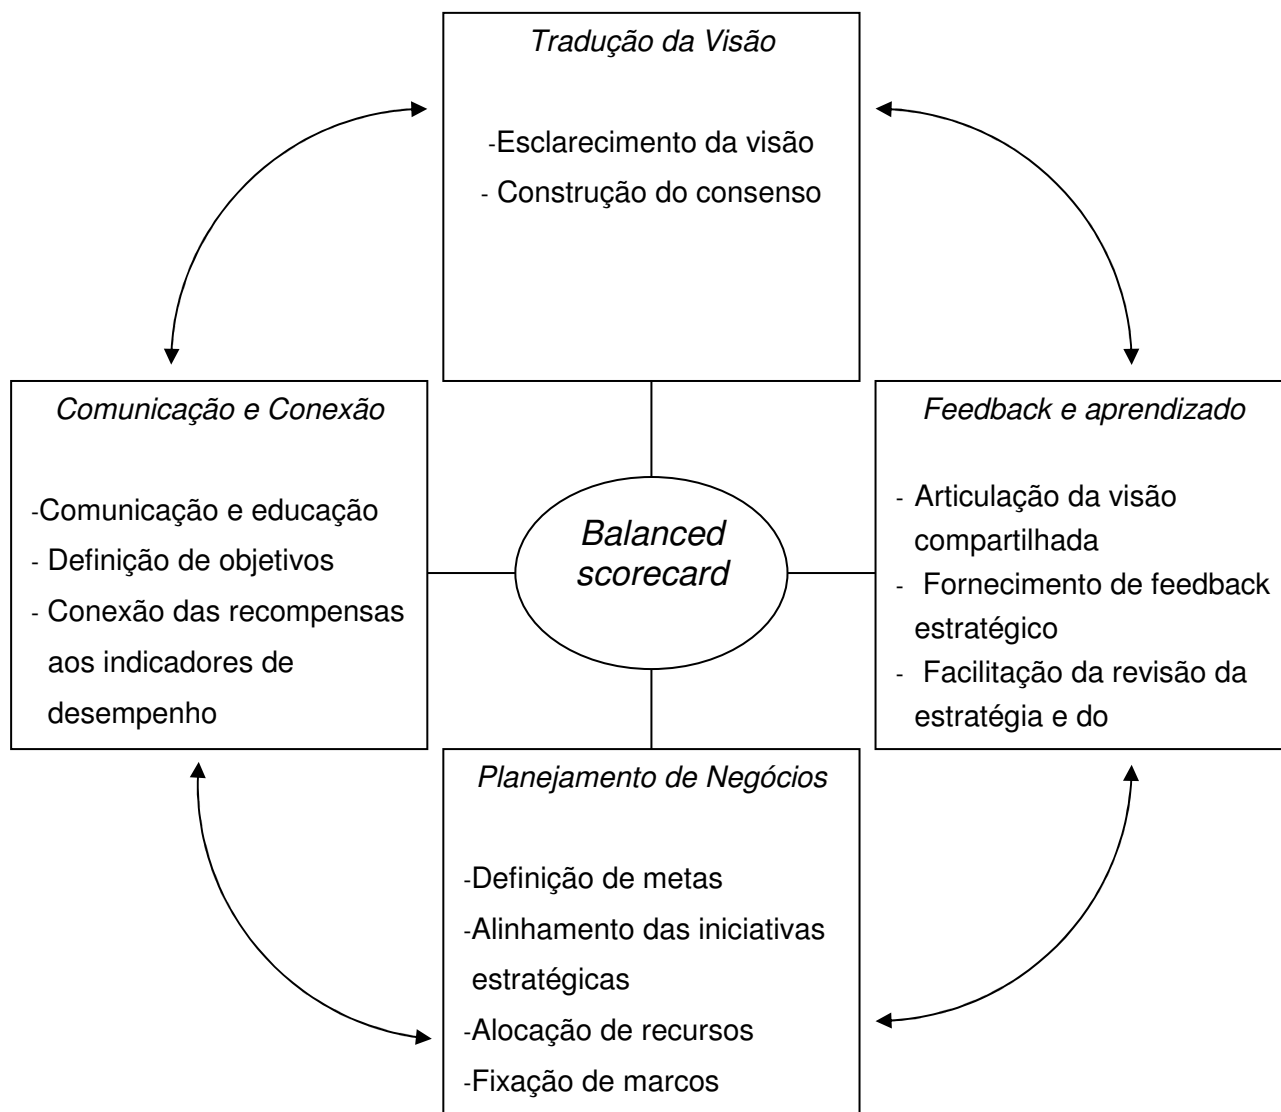 Tradução da Visão
-Esclarecimento da visão
- Construção do consenso
Comunicação e Conexão
-Comunicação e educação
- Definição de objetivos
- Conexão das recompensas
aos indicadores de
desempenho
Balanced
scorecard
Feedback e aprendizado
- Articulação da visão
compartilhada
- Fornecimento de feedback
estratégico
- Facilitação da revisão da
estratégia e do
Planejamento de Negócios
-Definição de metas
-Alinhamento das iniciativas
estratégicas
-Alocação de recursos
-Fixação de marcos